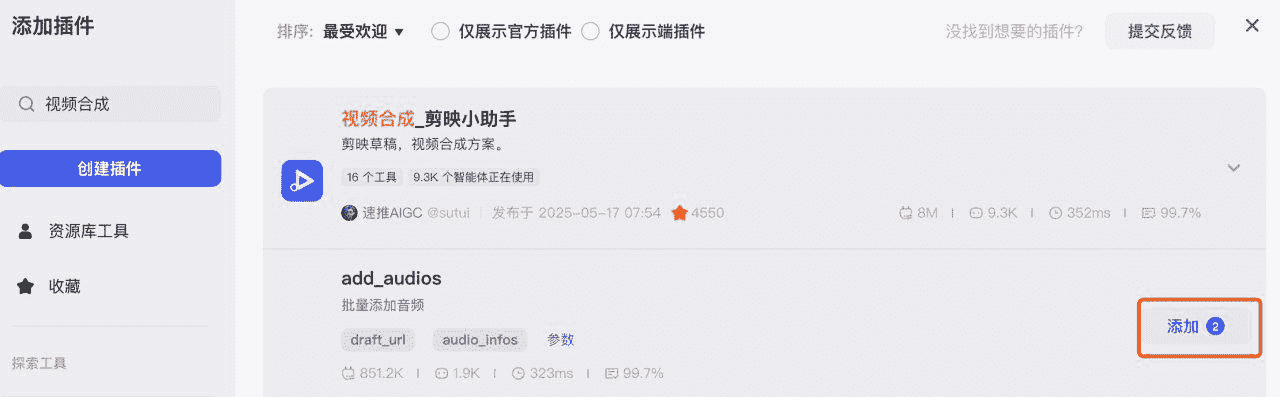 添加插件
排序: 最受欢迎 仅展示官方插件 仅展示端插件 没找到想要的插件? 提交反馈
视频合成
创建插件
资源库工具
收藏
探索工具
视频合成_剪映小助手
剪映草稿，视频合成方案。
16 个工具 9.3K 个智能体正在使用
速推AIGC @sutui 发布于 2025-05-17 07:54 4550 8M 9.3K 352ms 99.7%
add_audios
批量添加音频
draft_url audio_infos 参数
851.2K 1.9K 323ms 99.7%
添加 2